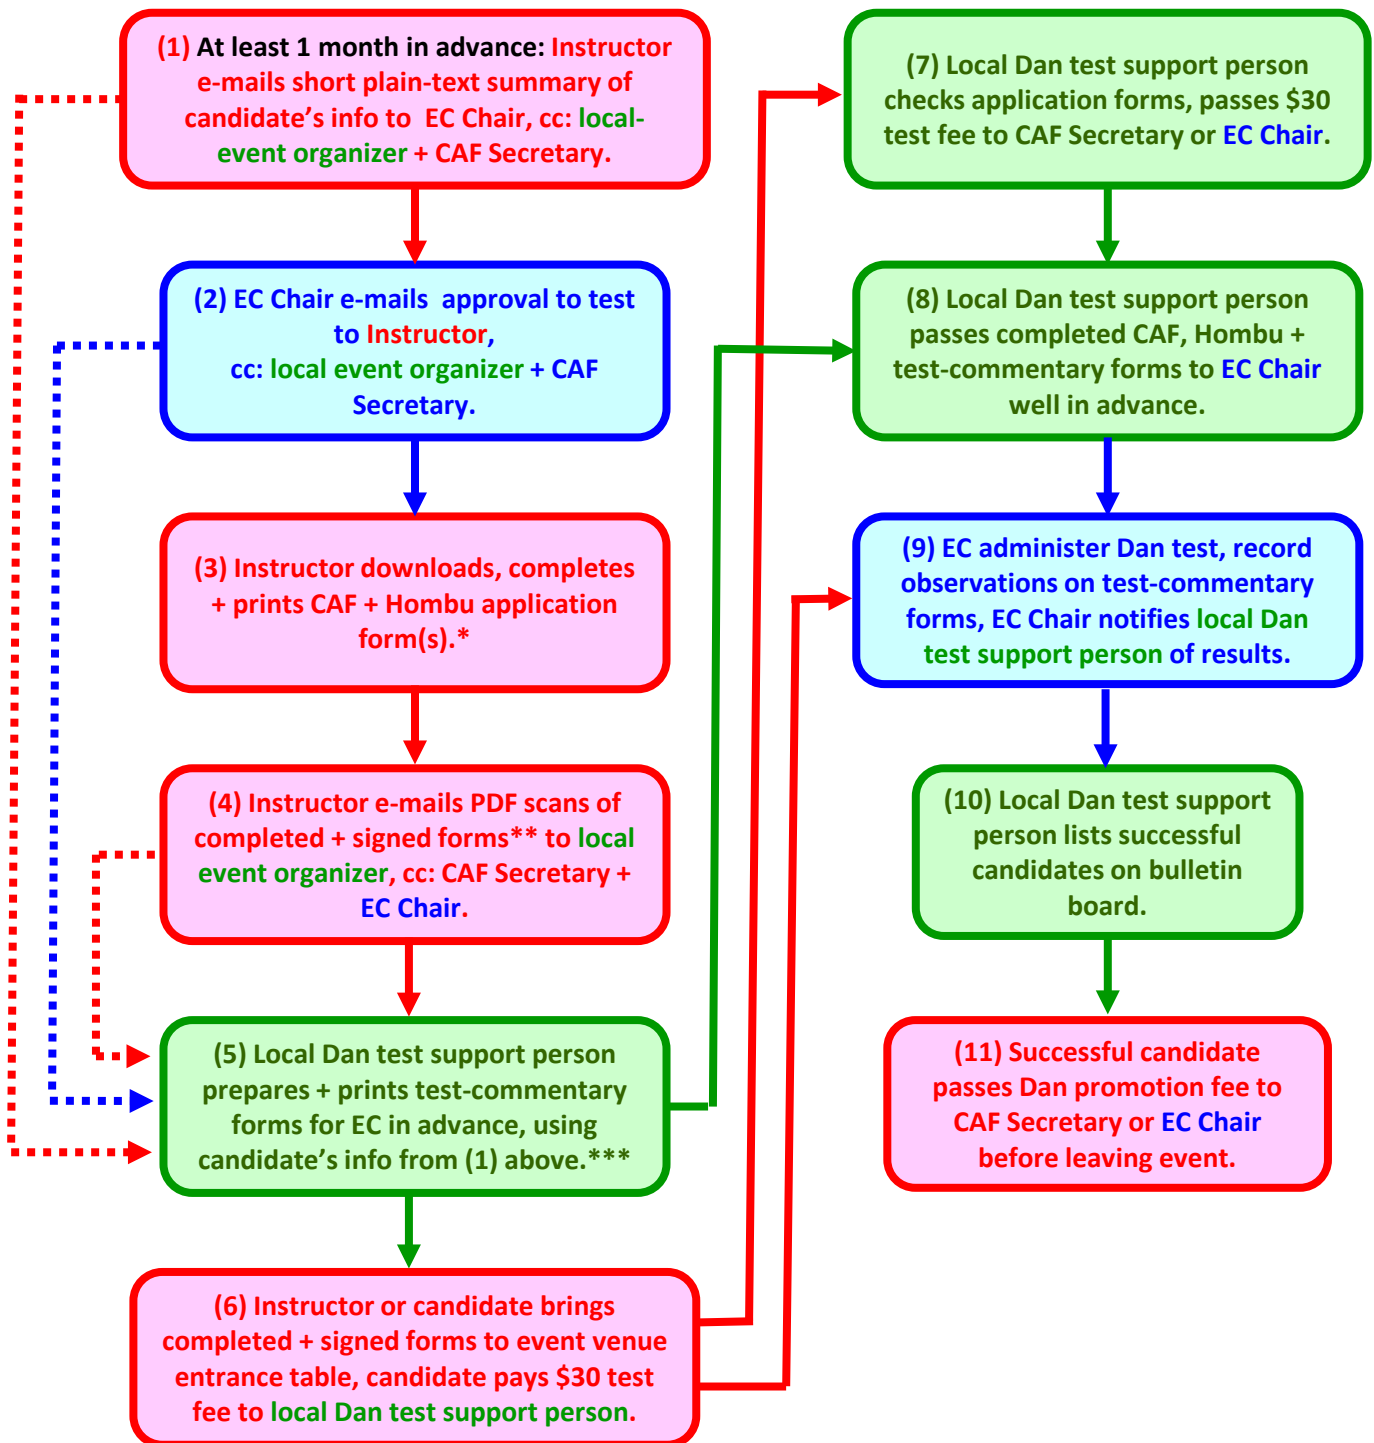 (1) At least 1 month in advance: Instructor
e-mails short plain-text summary of
candidate's info to EC Chair, cc: local-
event organizer + CAF Secretary.
(2) EC Chair e-mails approval to test
to Instructor,
cc: local event organizer + CAF
Secretary.
(3) Instructor downloads, completes
+ prints CAF + Hombu application
form(s).*
(4) Instructor e-mails PDF scans of
completed + signed forms** to local
event organizer, cc: CAF Secretary +
EC Chair.
(5) Local Dan test support person
prepares + prints test-commentary
forms for EC in advance, using
candidate's info from (1) above.***
(6) Instructor or candidate brings
completed + signed forms to event venue
entrance table, candidate pays $30 test
fee to local Dan test support person.
(7) Local Dan test support person
checks application forms, passes $30
test fee to CAF Secretary or EC Chair.
(8) Local Dan test support person
passes completed CAF, Hombu +
test-commentary forms to EC Chair
well in advance.
(9) EC administer Dan test, record
observations on test-commentary
forms, EC Chair notifies local Dan
test support person of results.
(10) Local Dan test support
person lists successful
candidates on bulletin
board.
(11) Successful candidate
passes Dan promotion fee to
CAF Secretary or EC Chair
before leaving event.